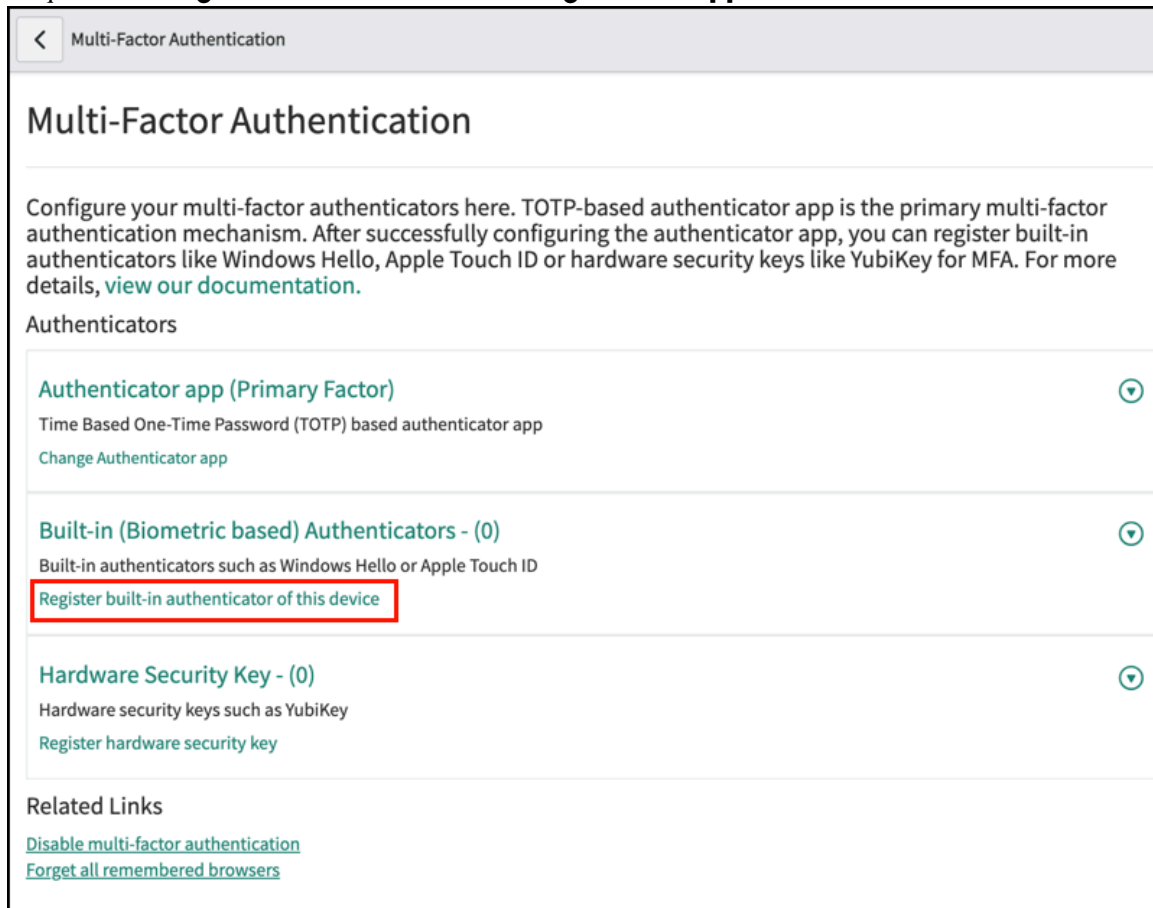 Multi-Factor Authentication
Multi-Factor Authentication
Configure your multi-factor authenticators here. TOTP-based authenticator app is the primary multi-factor
authentication mechanism. After successfully configuring the authenticator app, you can register built-in
authenticators like Windows Hello, Apple Touch ID or hardware security keys like YubiKey for MFA. For more
details, view our documentation.
Authenticators
Authenticator app (Primary Factor)
Time Based One-Time Password (TOTP) based authenticator app
Change Authenticator app
Built-in (Biometric based) Authenticators - (0)
Built-in authenticators such as Windows Hello or Apple Touch ID
Register built-in authenticator of this device
Hardware Security Key - (0)
Hardware security keys such as YubiKey
Register hardware security key
Related Links
Disable multi-factor authentication
Forget all remembered browsers